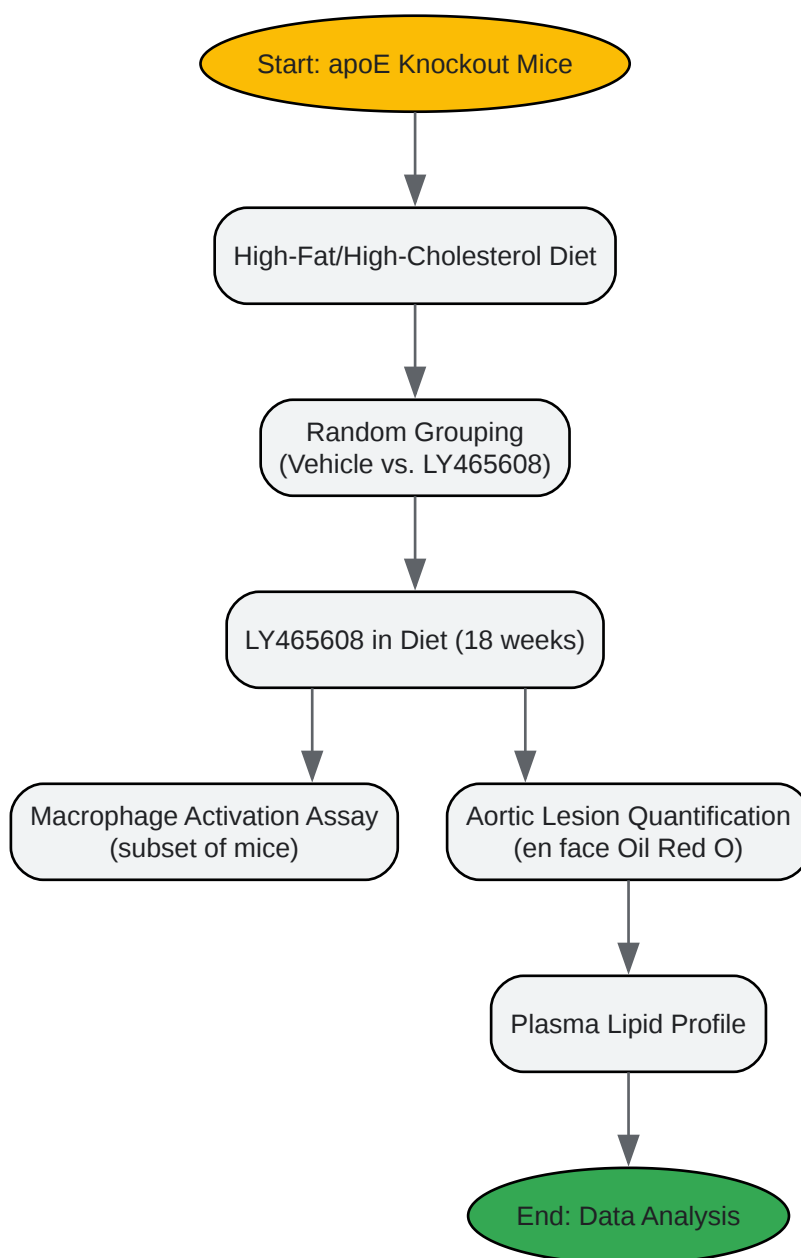 Start: apoE Knockout Mice
High-Fat/High-Cholesterol Diet
Random Grouping
(Vehicle vs. LY465608)
LY465608 in Diet (18 weeks)
Macrophage Activation Assay
(subset of mice)
Aortic Lesion Quantification
(en face Oil Red O)
Plasma Lipid Profile
End: Data Analysis